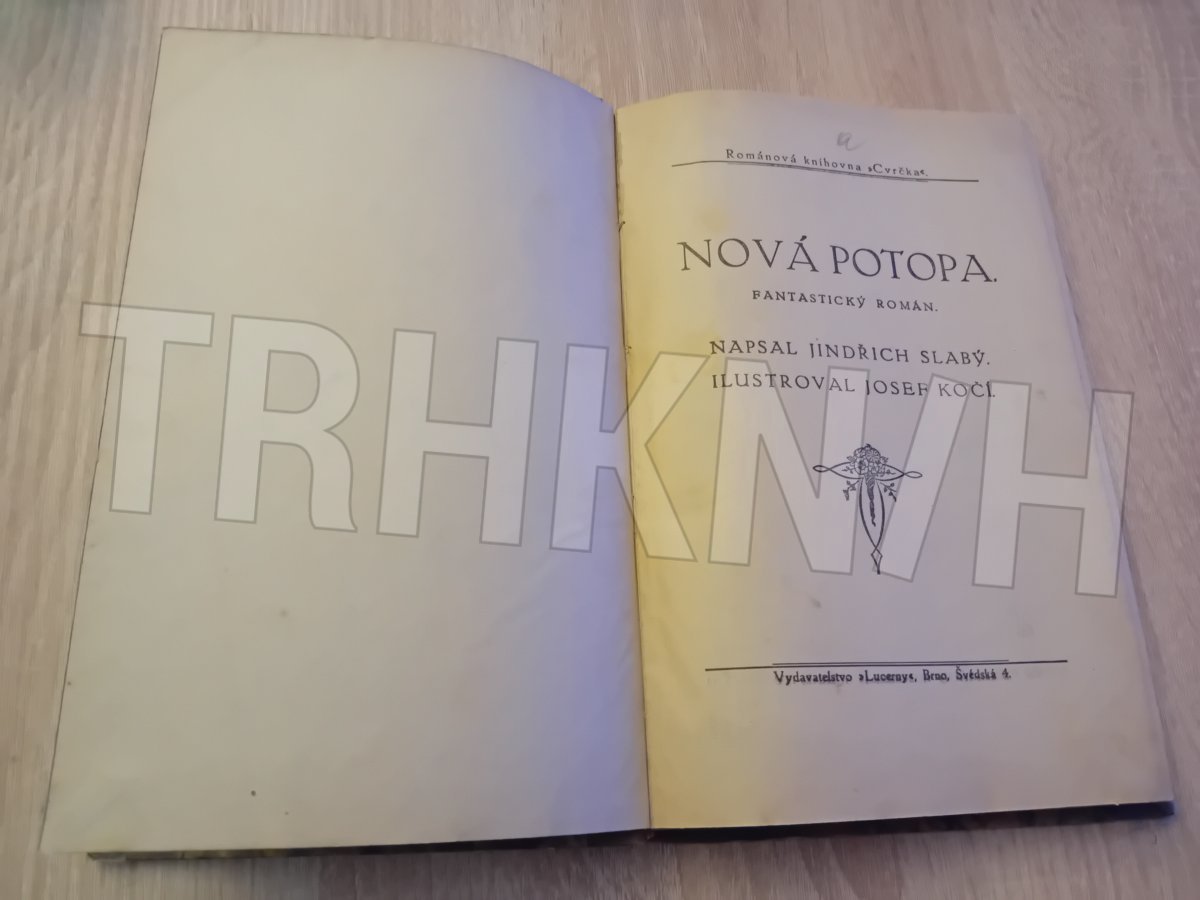 a
Románová knihovna »Cvrčka«.
NOVÁ POTOPA.
FANTASTICKÝ ROMÁN.
NAPSAL JINDŘICH SLABÝ.
ILUSTROVAL JOSEF KOČÍ.
TRHKNIH
Vydavatelstvo »Lucerny«, Brno, Švédská 4.